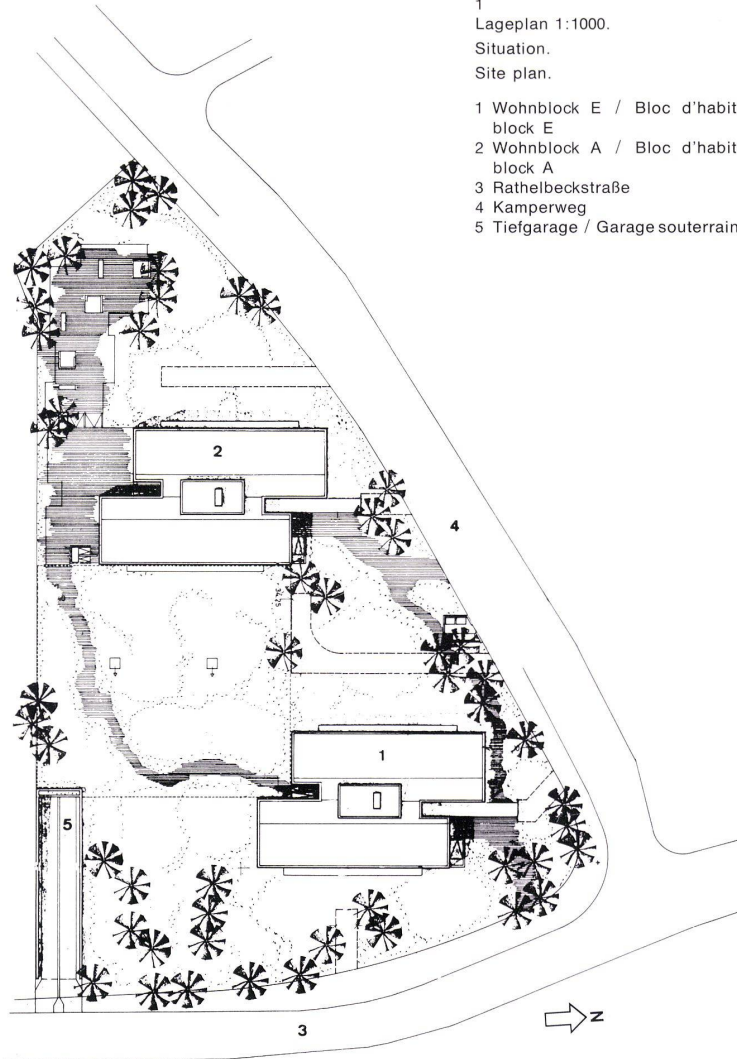 1
Lageplan 1:1000.
Situation.
Site plan.
1 Wohnblock E / Bloc d'habit
block E
2 Wohnblock A / Bloc d'habit
block A
3 Rathelbeckstraße
4 Kamperweg
5 Tiefgarage / Garage souterrain
2
4
1
5
3
N